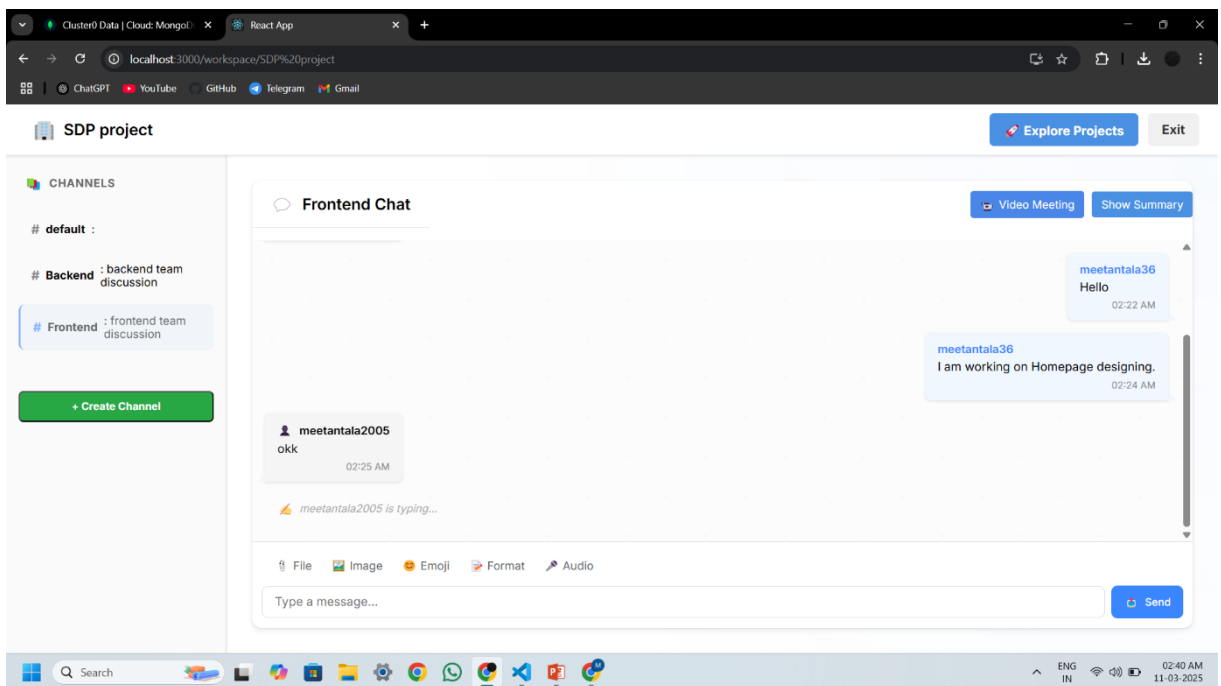 Cluster0 Data | Cloud: MongoD
React App
localhost:3000/workspace/SDP%20project
ChatGPT YouTube GitHub Telegram Gmail
SDP project
Explore Projects Exit
CHANNELS
# default :
# Backend : backend team
discussion
# Frontend : frontend team
discussion
+ Create Channel
Frontend Chat
Video Meeting Show Summary
meetantala36
Hello
02:22 AM
meetantala36
I am working on Homepage designing.
02:24 AM
meetantala2005
okk
02:25 AM
meetantala2005 is typing...
File Image Emoji Format Audio
Type a message...
Send
Search
ENG
IN
02:40 AM
11-03-2025